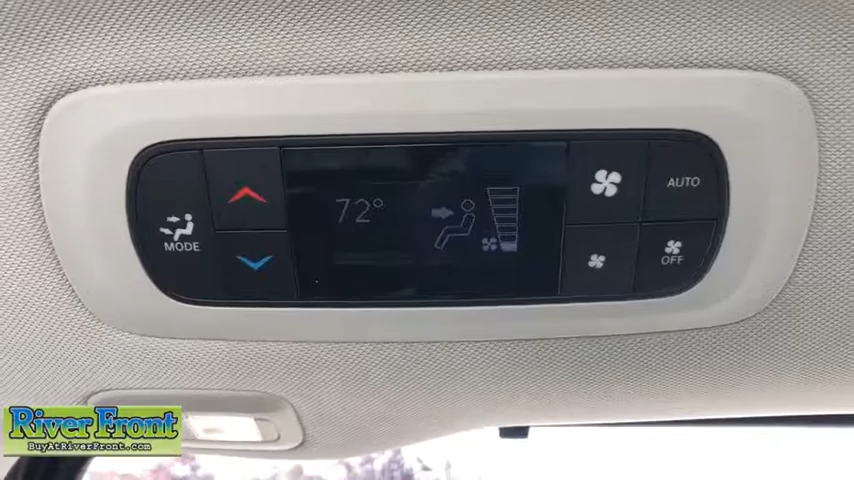 72°
AUTO
MODE
OFF
River Front
BuyAtRiverFront.com